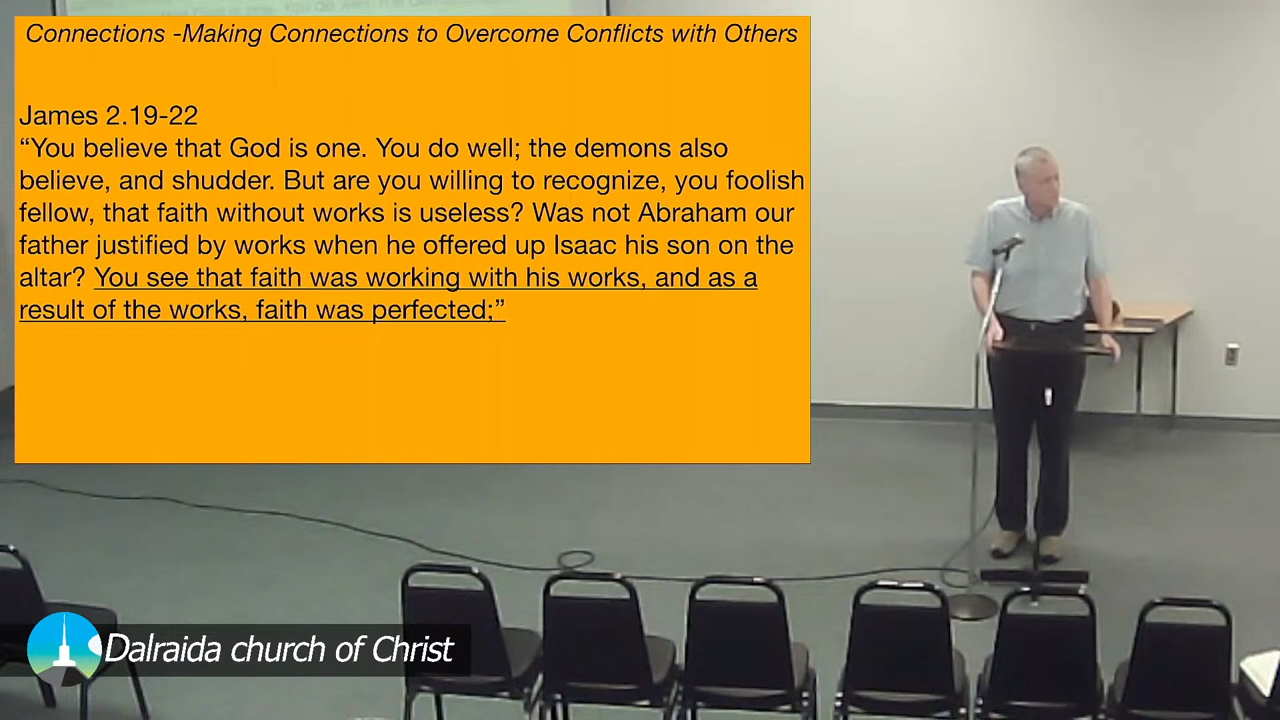 Connections -Making Connections to Overcome Conflicts with Others
James 2.19-22
“You believe that God is one. You do well; the demons also
believe, and shudder. But are you willing to recognize, you foolish
fellow, that faith without works is useless? Was not Abraham our
father justified by works when he offered up Isaac his son on the
altar? You see that faith was working with his works, and as a
result of the works, faith was perfected;”
Dalraida church of Christ